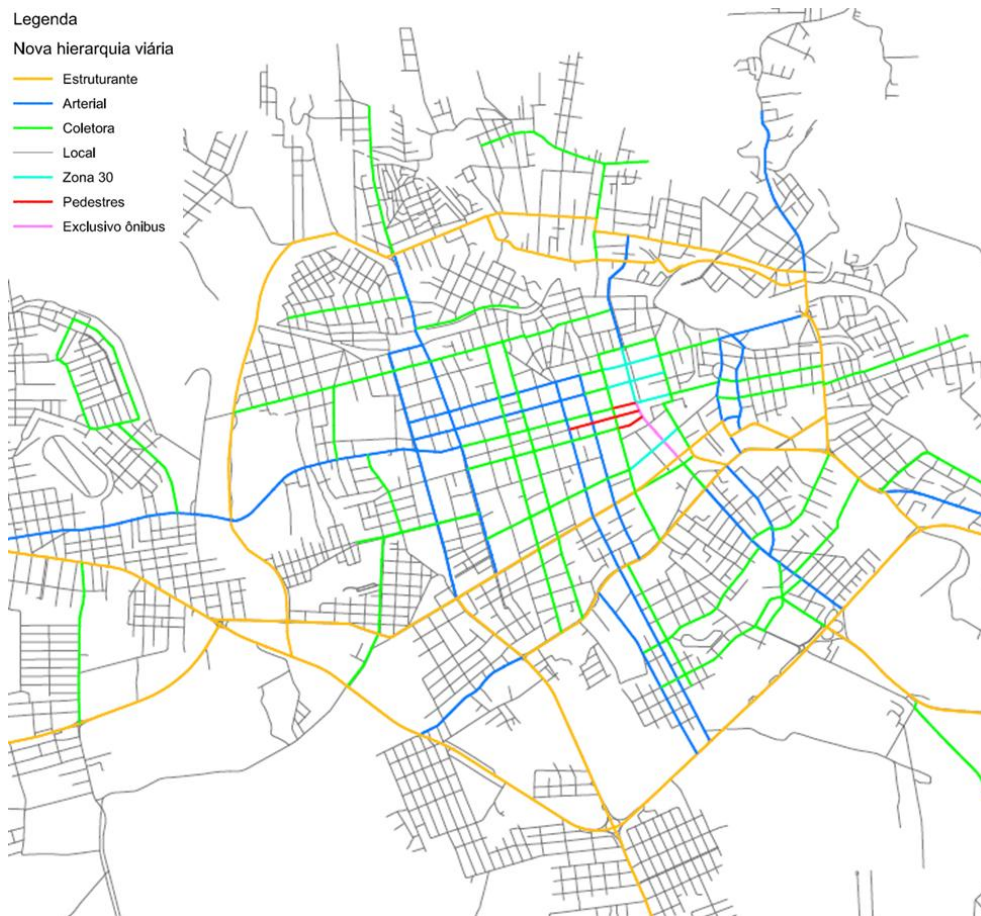 Legenda
Nova hierarquia viária
Estruturante
Arterial
Coletora
Local
Zona 30
Pedestres
Exclusivo ônibus